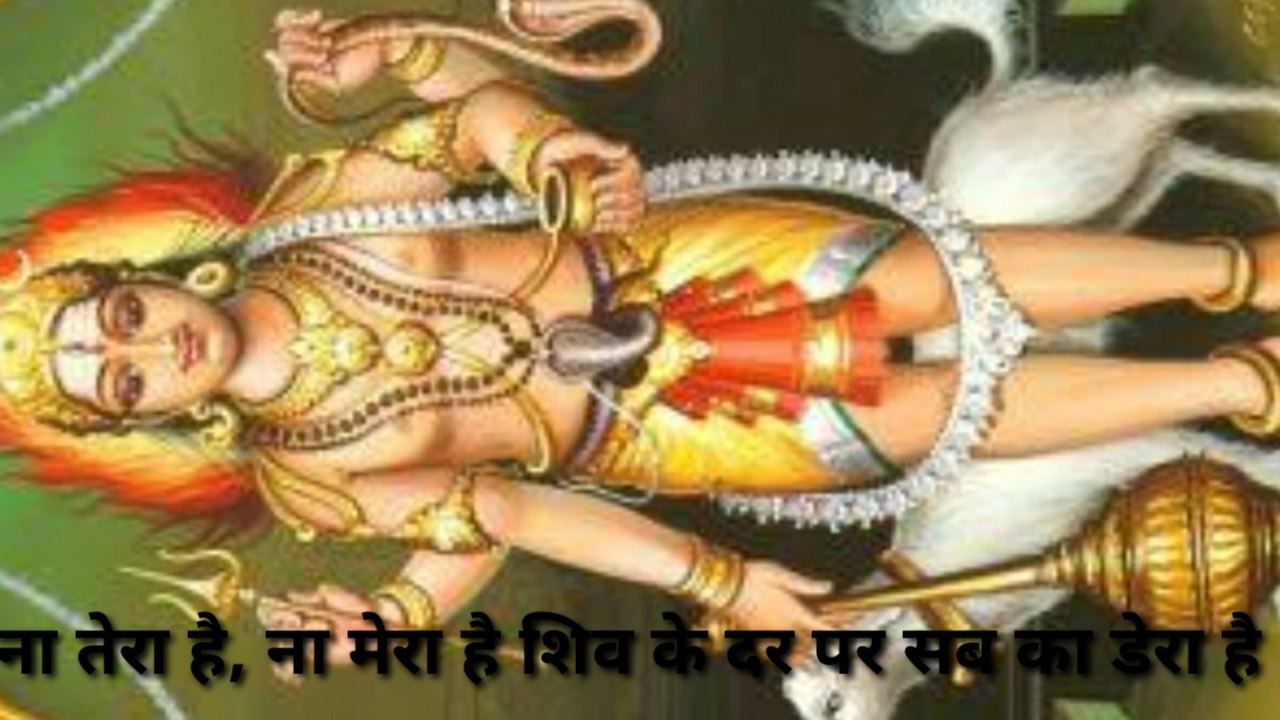 ना तेरा है, ना मेरा है शिव के दर पर सब का डेरा है